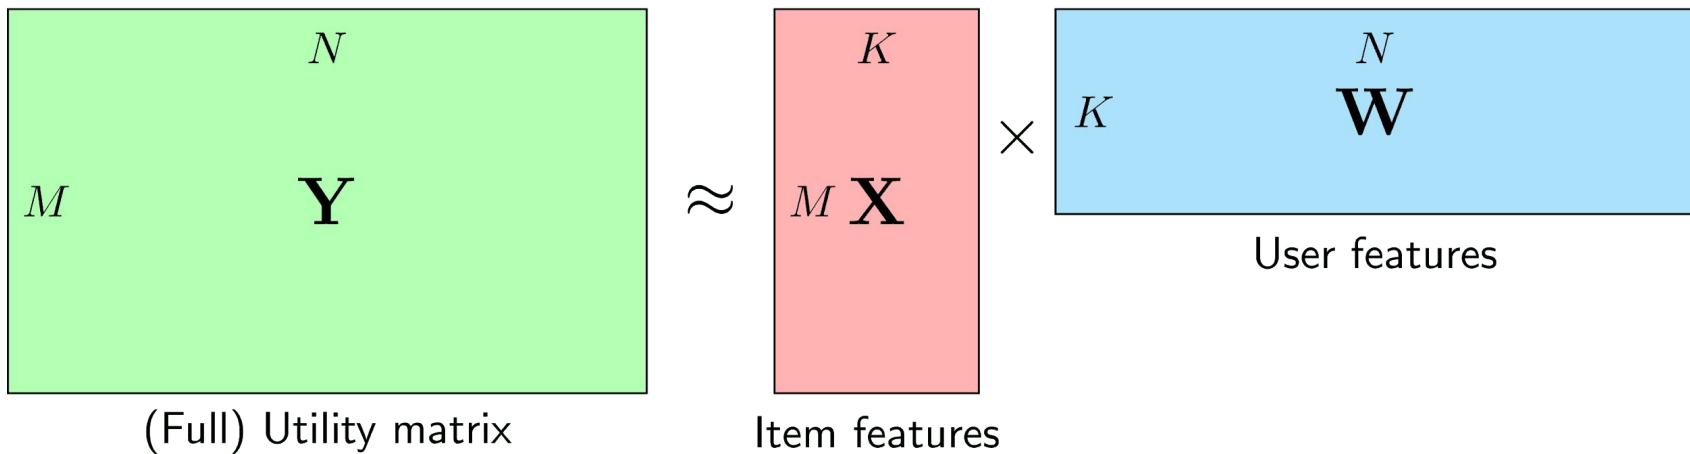 N
M
Y
(Full) Utility matrix
≈
K
M X
Item features
×
N
K
W
User features